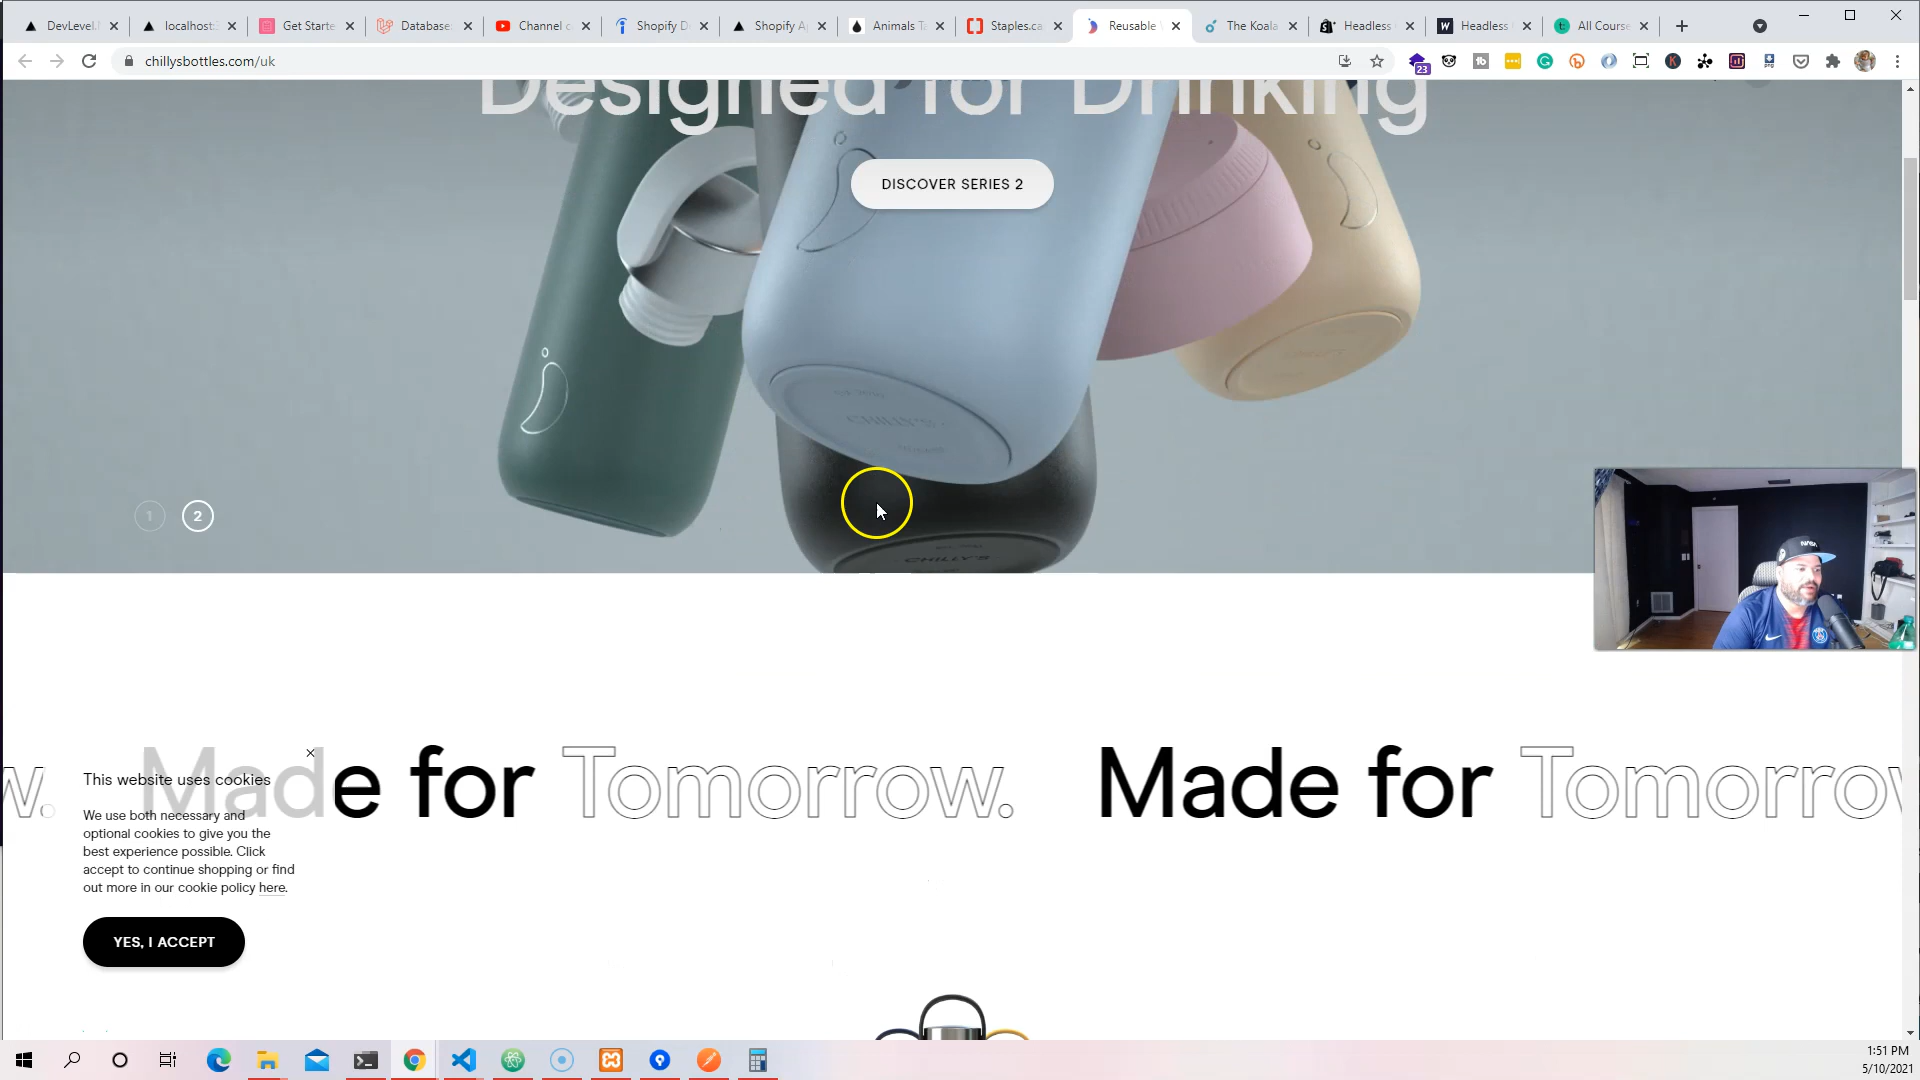 DevLevel.
localhost:
Get Starte
Database:
Channel c
Shopify D
Shopify A
Animals T
Staples.ca
Reusable
The Koala
Headless
Headless
All Course
chillysbottles.com/uk
23
Designed for Drinking
DISCOVER SERIES 2
CHILLY'S
CHILLY'S
1
2
w. Made for Tomorrow. Made for Tomorrow
This website uses cookies
We use both necessary and
optional cookies to give you the
best experience possible. Click
accept to continue shopping or find
out more in our cookie policy here.
YES, I ACCEPT
1:51 PM
5/10/2021